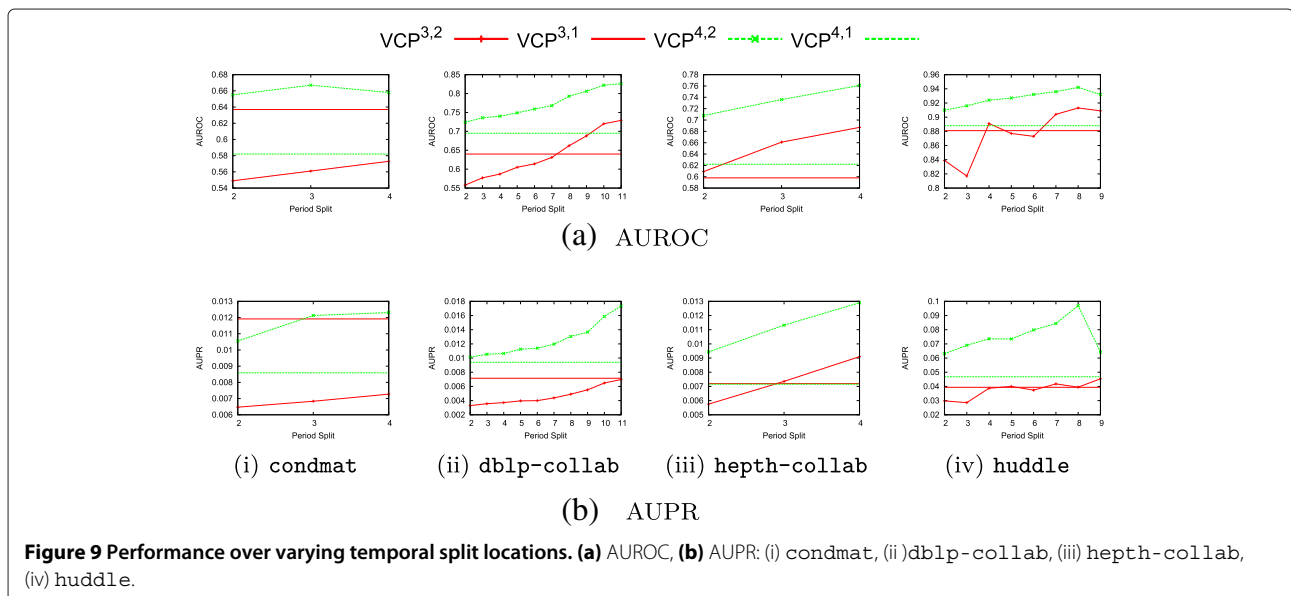 VCP3,2 VCP3,1 VCP4,2 VCP4,1
0.68 0.66 0.64 0.62 0.6 0.58 0.56 0.54
AUROC
2 3 4
Period Split
0.85 0.8 0.75 0.7 0.65 0.6 0.55
AUROC
2 3 4 5 6 7 8 9 10 11
Period Split
0.78 0.76 0.74 0.72 0.7 0.68 0.66 0.64 0.62 0.6 0.58
AUROC
2 3 4
Period Split
0.96 0.94 0.92 0.9 0.88 0.86 0.84 0.82 0.8
AUROC
2 3 4 5 6 7 8 9
Period Split
(a) AUROC
0.013 0.012 0.011 0.01 0.009 0.008 0.007 0.006
AUPR
2 3 4
Period Split
0.018 0.016 0.014 0.012 0.010 0.008 0.006 0.004 0.002
AUPR
2 3 4 5 6 7 8 9 10 11
Period Split
0.013 0.012 0.011 0.01 0.009 0.008 0.007 0.006 0.005
AUPR
2 3 4
Period Split
0.1 0.09 0.08 0.07 0.06 0.05 0.04 0.03 0.02
AUPR
2 3 4 5 6 7 8 9
Period Split
(i) condmat (ii) dblp-collab (iii) hepth-collab (iv) huddle
(b) AUPR
Figure 9 Performance over varying temporal split locations. (a) AUROC, (b) AUPR: (i) condmat, (ii )dblp-collab, (iii) hepth-collab,
(iv) huddle.